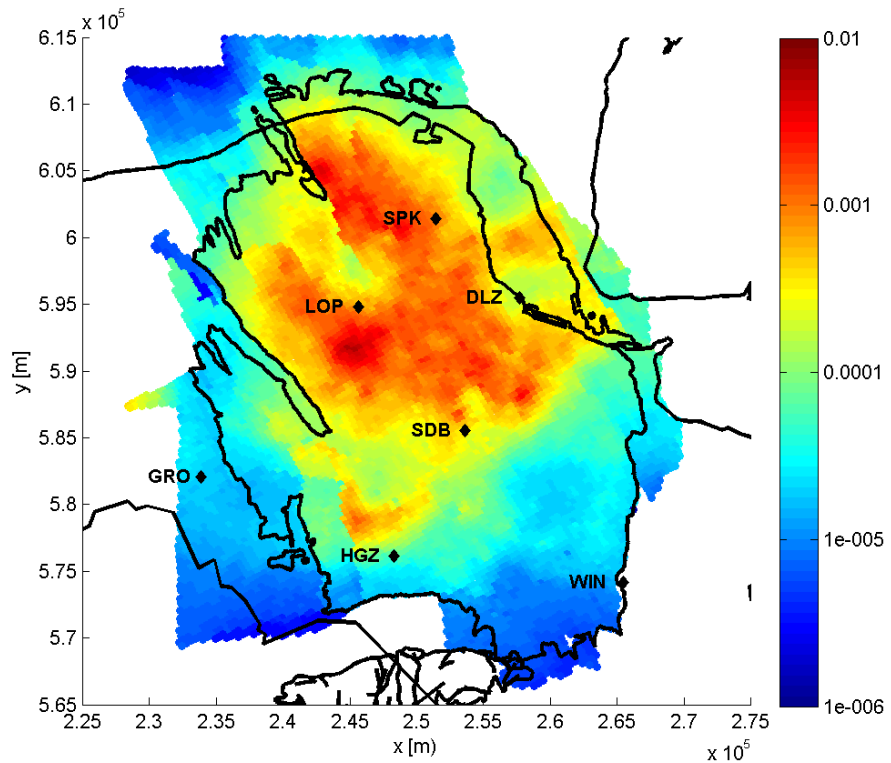 x 10^5
6.15
6.1
6.05
6
5.95
5.9
5.85
5.8
5.75
5.7
5.65
y [m]
2.25 2.3 2.35 2.4 2.45 2.5 2.55 2.6 2.65 2.7 2.75
x [m]
x 10^5
SPK
LOP
DLZ
SDB
GRO
HGZ
WIN
0.01
0.001
0.0001
1e-005
1e-006